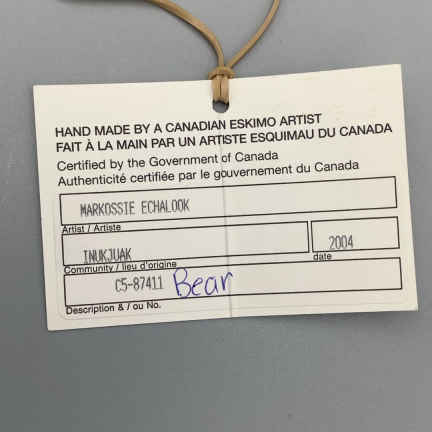 HAND MADE BY A CANADIAN ESKIMO ARTIST
FAIT À LA MAIN PAR UN ARTISTE ESQUIMAU DU CANADA
Certified by the Government of Canada
Authenticité certifiée par le gouvernement du Canada
MARKOSSIE ECHALOOK
Artist / Artiste
INUKJUAK 2004
Community / lieu d'origine date
C5-87411 Bear
Description & / ou No.